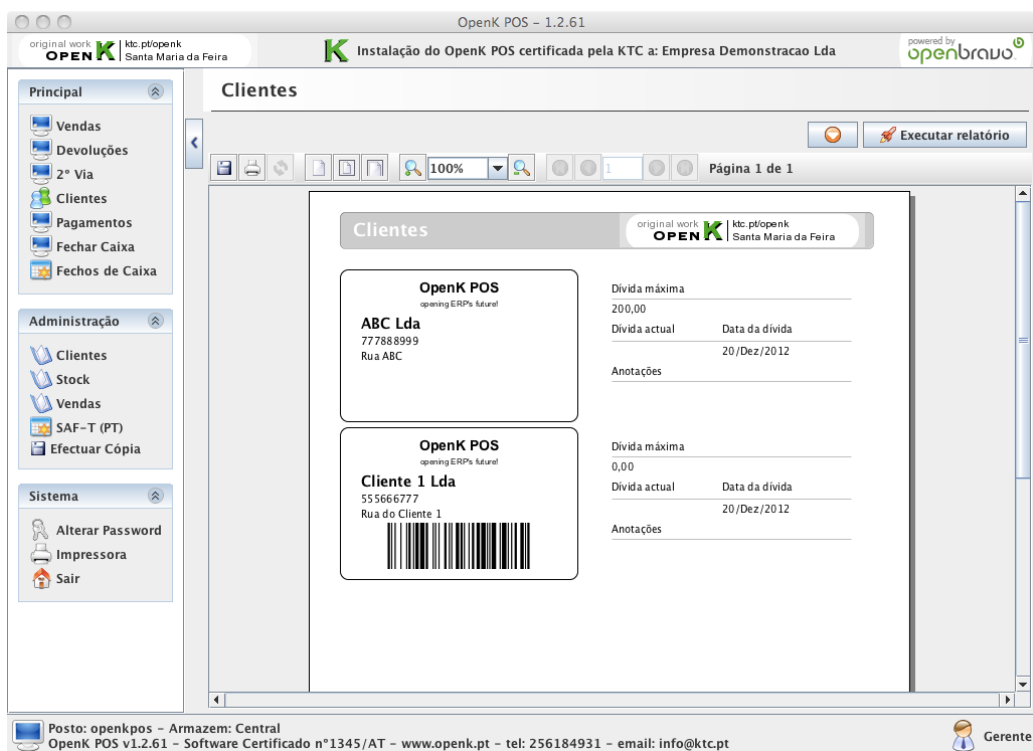 OpenK POS - 1.2.61
original work OPEN K ktc.pt/openk Santa Maria da Feira
K Instalação do OpenK POS certificada pela KTC a: Empresa Demonstracao Lda
powered by openbravo
Principal
Vendas
Devoluções
2º Via
Clientes
Pagamentos
Fechar Caixa
Fechos de Caixa
Administração
Clientes
Stock
Vendas
SAF-T (PT)
Efectuar Cópia
Sistema
Alterar Password
Impressora
Sair
Clientes
Executar relatório
100%
1
Página 1 de 1
Clientes
original work OPEN K ktc.pt/openk Santa Maria da Feira
OpenK POS
opening ERP's future!
ABC Lda
777888999
Rua ABC
Dívida máxima
200,00
Dívida actual Data da dívida
20/Dez/2012
Anotações
OpenK POS
opening ERP's future!
Cliente 1 Lda
555666777
Rua do Cliente 1
Dívida máxima
0,00
Dívida actual Data da dívida
20/Dez/2012
Anotações
Posto: openkpos - Armazem: Central
OpenK POS v1.2.61 - Software Certificado nº1345/AT - www.openk.pt - tel: 256184931 - email: info@ktc.pt
Gerente